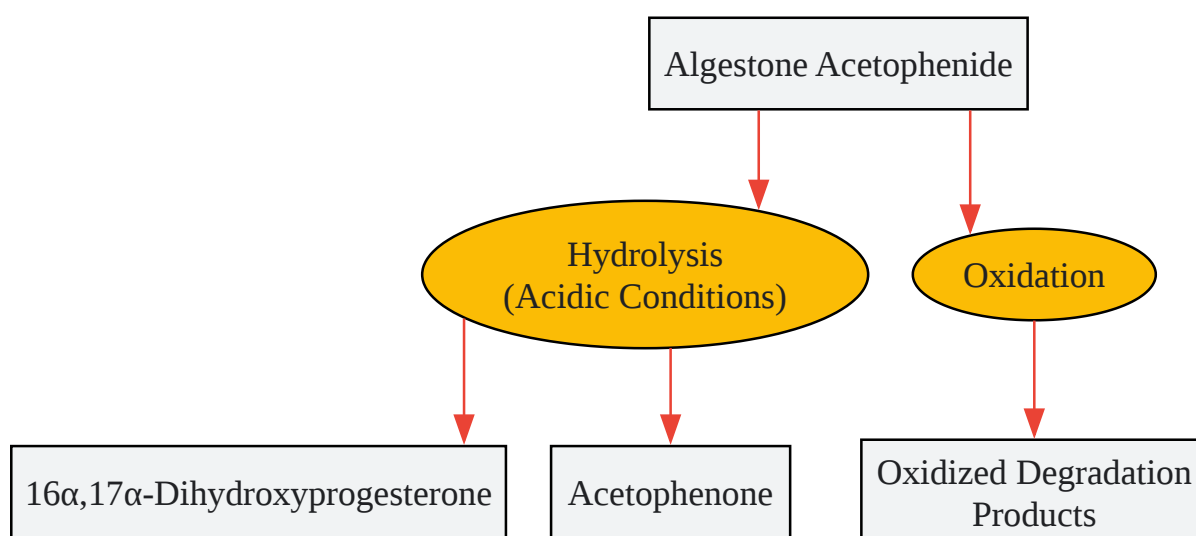 Algestone Acetophenide
Hydrolysis
(Acidic Conditions)
Oxidation
16α,17α-Dihydroxyprogesterone
Acetophenone
Oxidized Degradation
Products